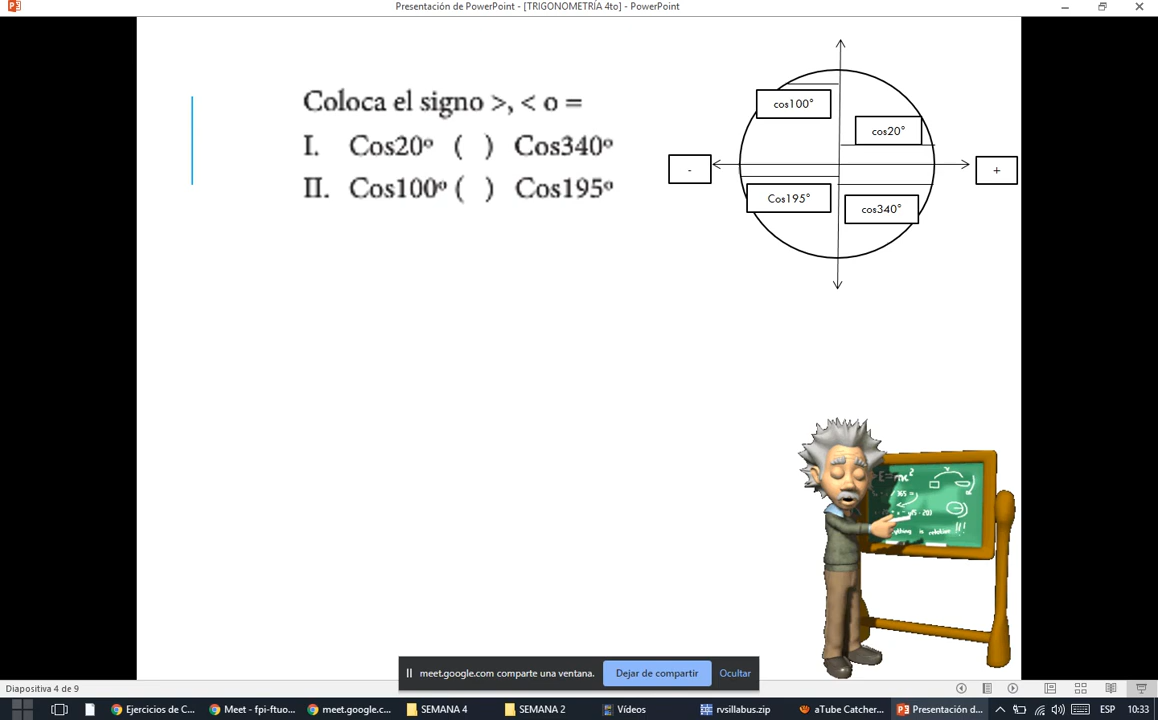 Presentación de PowerPoint - [TRIGONOMETRÍA 4to] - PowerPoint
Coloca el signo >, < o =
I. Cos20º ( ) Cos340º
II. Cos100º ( ) Cos195º
cos100°
cos20°
-
+
Cos195°
cos340°
meet.google.com comparte una ventana.
Dejar de compartir
Ocultar
Diapositiva 4 de 9
Ejercicios de C...
Meet - fpi-ftuo...
meet.google.c...
SEMANA 4
SEMANA 2
Vídeos
rvsillabus.zip
aTube Catcher...
Presentación d...
ESP
10:33